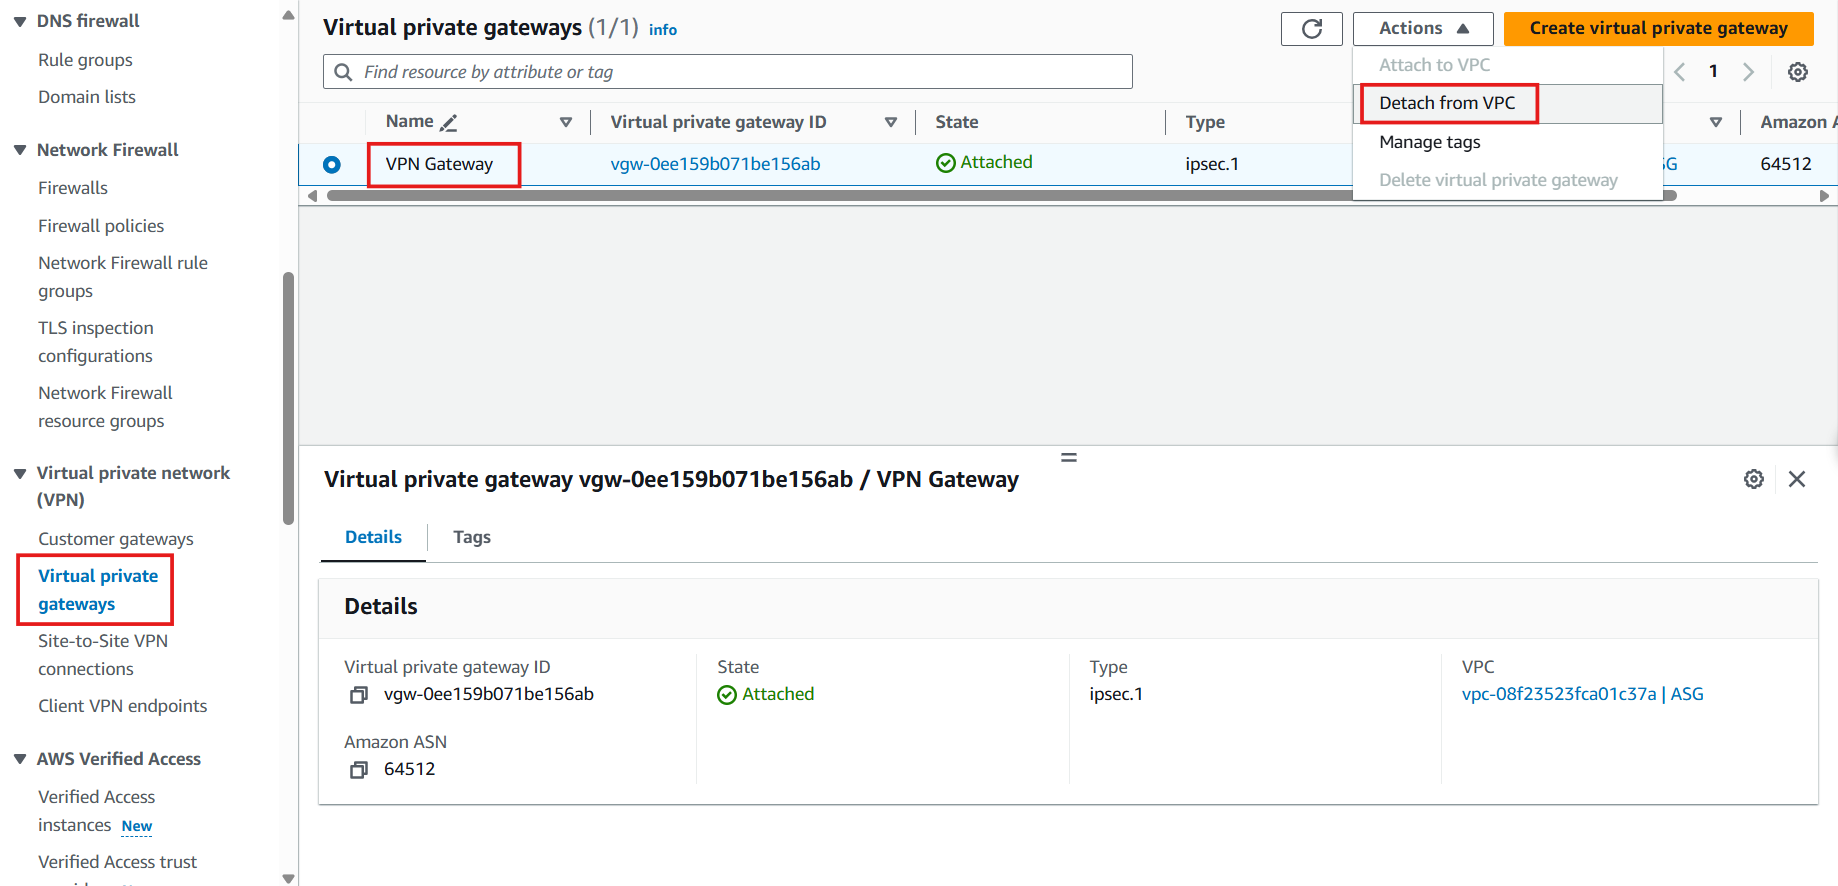 DNS firewall
Rule groups
Domain lists
Network Firewall
Firewalls
Firewall policies
Network Firewall rule
groups
TLS inspection
configurations
Network Firewall
resource groups
Virtual private network
(VPN)
Customer gateways
Virtual private
gateways
Site-to-Site VPN
connections
Client VPN endpoints
AWS Verified Access
Verified Access
instances New
Verified Access trust
Virtual private gateways (1/1) info
Actions
Create virtual private gateway
Find resource by attribute or tag
1
Attach to VPC
Detach from VPC
Manage tags
Delete virtual private gateway
Name Virtual private gateway ID State Type Amazon A
VPN Gateway vgw-0ee159b071be156ab Attached ipsec.1 SG 64512
Virtual private gateway vgw-0ee159b071be156ab / VPN Gateway
Details Tags
Details
Virtual private gateway ID
vgw-0ee159b071be156ab
State
Attached
Type
ipsec.1
VPC
vpc-08f23523fca01c37a | ASG
Amazon ASN
64512